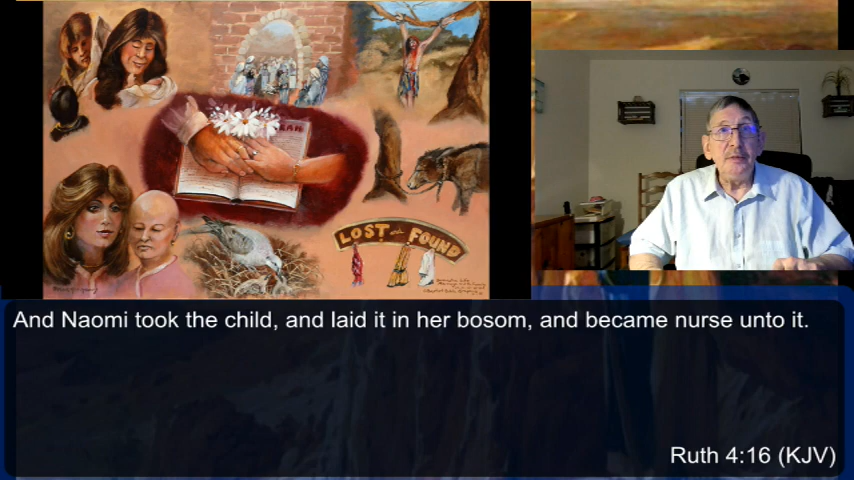 LOST and FOUND
And Naomi took the child, and laid it in her bosom, and became nurse unto it.
Ruth 4:16 (KJV)